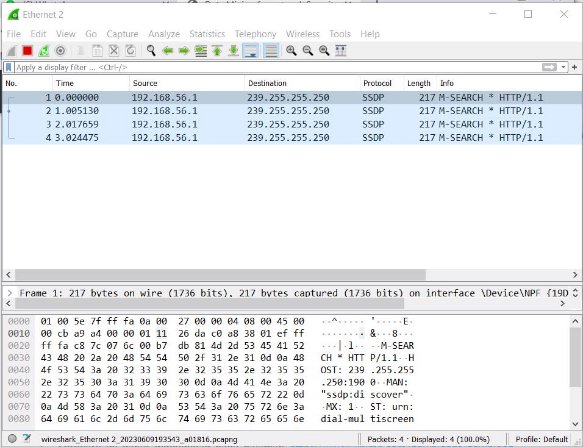 Ethernet 2
File Edit View Go Capture Analyze Statistics Telephony Wireless Tools Help
Apply a display filter ... <Ctrl-/>
No. Time Source Destination Protocol Length Info
1 0.000000 192.168.56.1 239.255.255.250 SSDP 217 M-SEARCH * HTTP/1.1
2 1.005130 192.168.56.1 239.255.255.250 SSDP 217 M-SEARCH * HTTP/1.1
3 2.017659 192.168.56.1 239.255.255.250 SSDP 217 M-SEARCH * HTTP/1.1
4 3.024475 192.168.56.1 239.255.255.250 SSDP 217 M-SEARCH * HTTP/1.1
Frame 1: 217 bytes on wire (1736 bits), 217 bytes captured (1736 bits) on interface \Device\NPF_{19D
0000 01 00 5e 7f ff fa 0a 00 27 00 00 04 08 00 45 00 ··^····· '·····E·
0010 00 cb a9 a4 00 00 01 11 26 da c0 a8 38 01 ef ff ········ &···8···
0020 ff fa c8 7c 07 6c 00 b7 db 81 4d 2d 53 45 41 52 ···|·l·· ··M-SEAR
0030 43 48 20 2a 20 48 54 54 50 2f 31 2e 31 0d 0a 48 CH * HTT P/1.1··H
0040 4f 53 54 3a 20 32 33 39 2e 32 35 35 2e 32 35 35 OST: 239 .255.255
0050 2e 32 35 30 3a 31 39 30 30 0d 0a 4d 41 4e 3a 20 .250:190 0··MAN:
0060 22 73 73 64 70 3a 64 69 73 63 6f 76 65 72 22 0d "ssdp:di scover"·
0070 0a 4d 58 3a 20 31 0d 0a 53 54 3a 20 75 72 6e 3a ·MX: 1·· ST: urn:
0080 64 69 61 6c 2d 6d 75 6c 74 69 73 63 72 65 65 6e dial-mul tiscreen
wireshark_Ethernet 2_20230609193543_a01816.pcapng Packets: 4 · Displayed: 4 (100.0%) Profile: Default